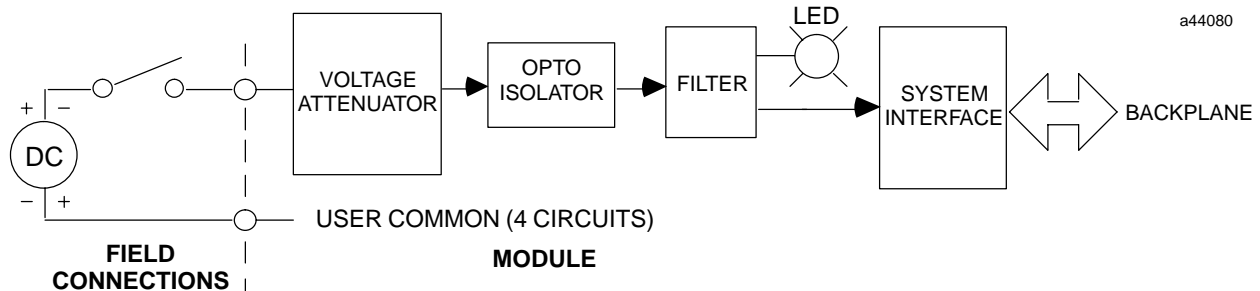 LED
a44080
VOLTAGE
ATTENUATOR
OPTO
ISOLATOR
FILTER
SYSTEM
INTERFACE
BACKPLANE
+ −
DC
− +
USER COMMON (4 CIRCUITS)
FIELD
CONNECTIONS
MODULE